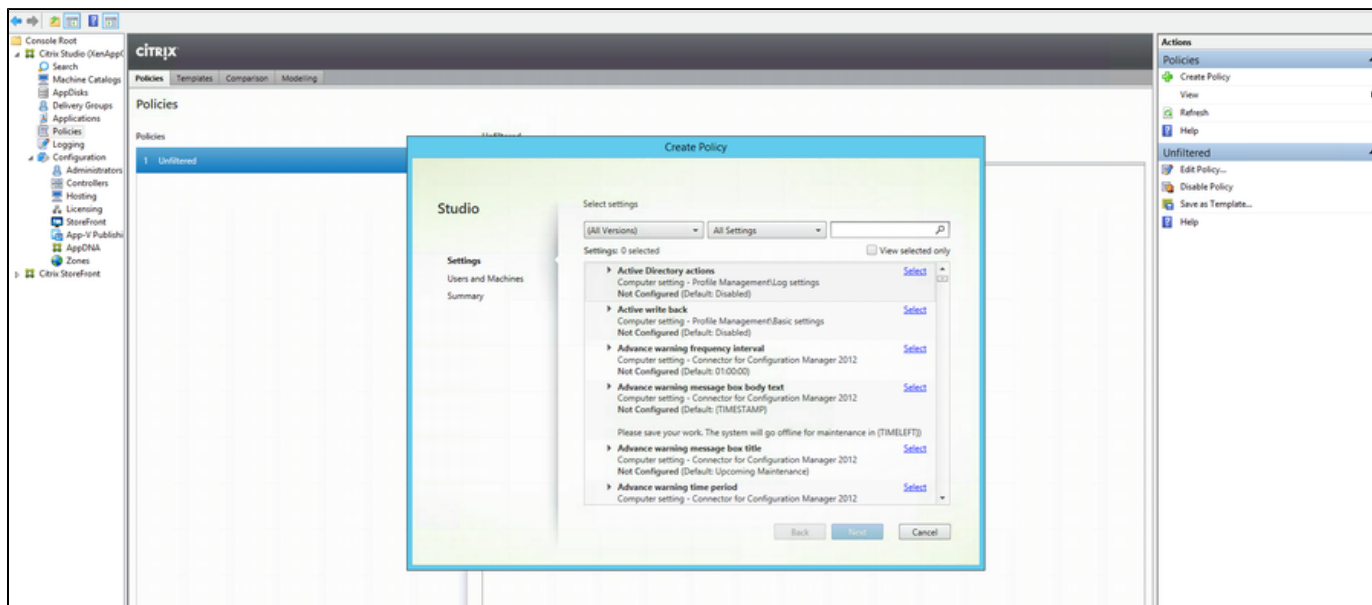 Console Root
Citrix Studio (XenApp
Search
Machine Catalogs
AppDisks
Delivery Groups
Applications
Policies
Logging
Configuration
Administrators
Controllers
Hosting
Licensing
StoreFront
App-V Publishi
AppDNA
Zones
Citrix StoreFront
CİTRIX
Policies Templates Comparison Modeling
Policies
Policies
Unfiltered
1 Unfiltered
Create Policy
Studio
Settings
Users and Machines
Summary
Select settings
(All Versions) All Settings
Settings: 0 selected View selected only
Active Directory actions Select
Computer setting - Profile Management\Log settings
Not Configured (Default: Disabled)
Active write back Select
Computer setting - Profile Management\Basic settings
Not Configured (Default: Disabled)
Advance warning frequency interval Select
Computer setting - Connector for Configuration Manager 2012
Not Configured (Default: 01:00:00)
Advance warning message box body text Select
Computer setting - Connector for Configuration Manager 2012
Not Configured (Default: {TIMESTAMP}
Please save your work. The system will go offline for maintenance in {TIMELEFT})
Advance warning message box title Select
Computer setting - Connector for Configuration Manager 2012
Not Configured (Default: Upcoming Maintenance)
Advance warning time period Select
Computer setting - Connector for Configuration Manager 2012
Back Next Cancel
Actions
Policies
Create Policy
View
Refresh
Help
Unfiltered
Edit Policy...
Disable Policy
Save as Template...
Help